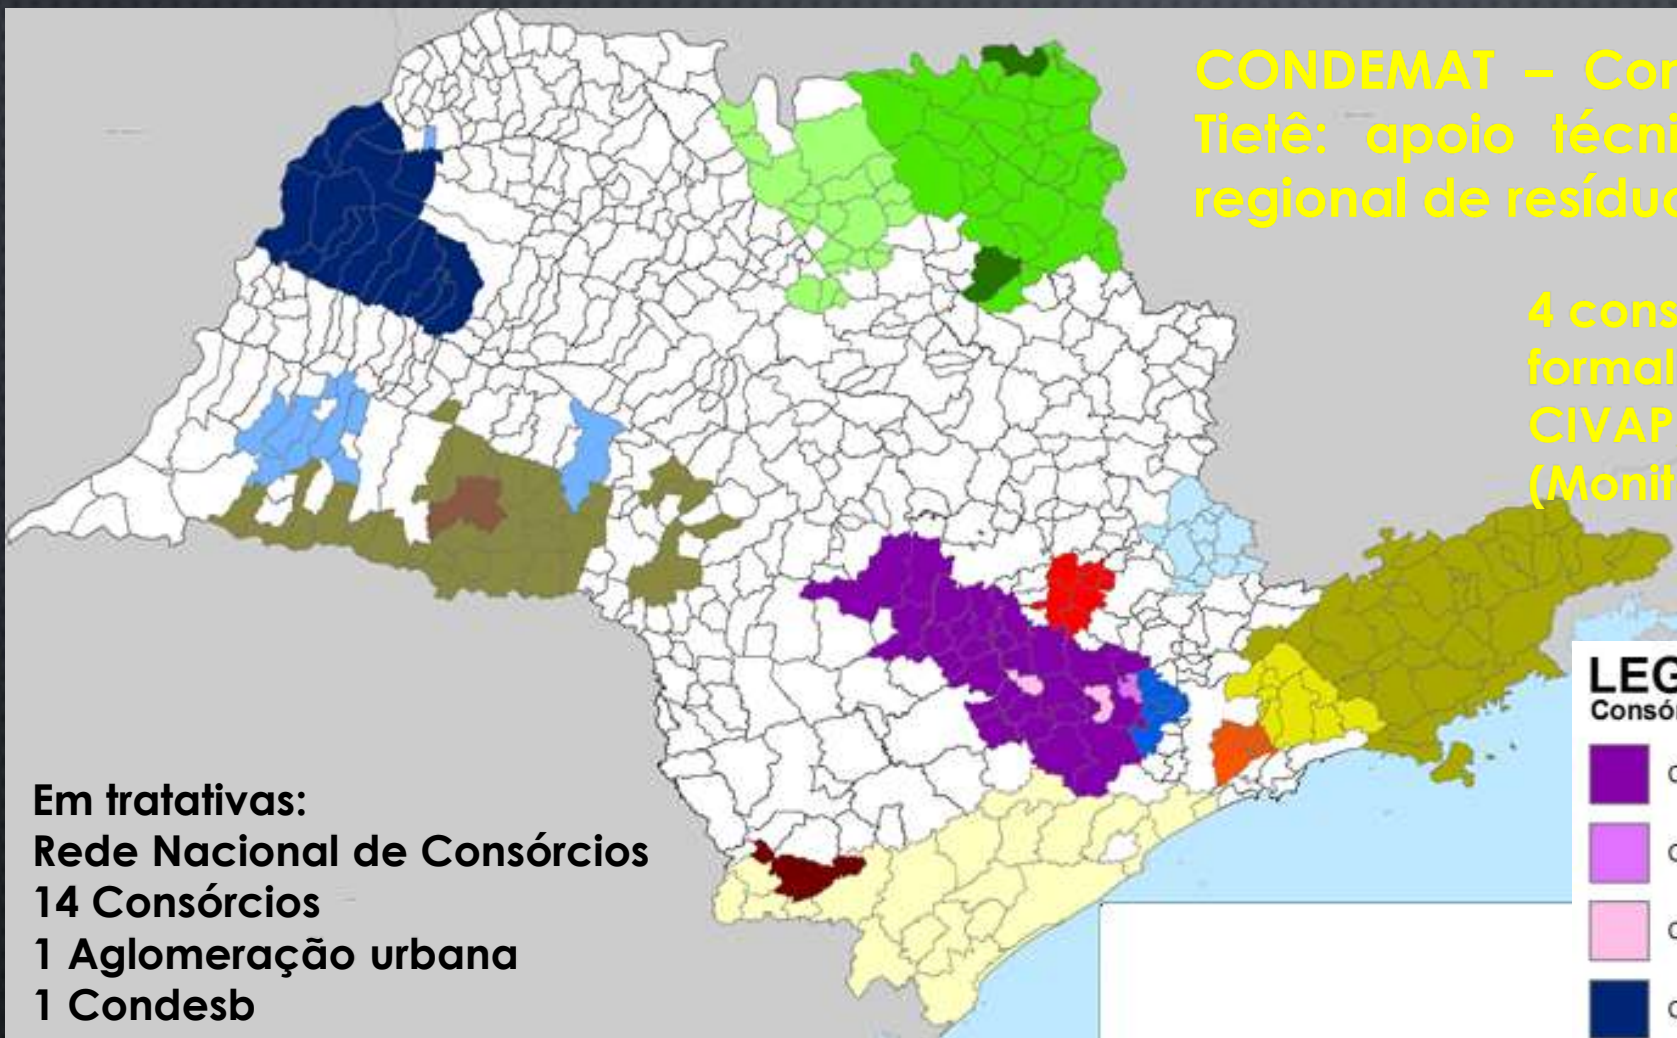 CONDEMAT – Con
Tietê: apoio técni
regional de resídu
4 cons
formal
CIVAP
(Monit
LEG
Consór
Em tratativas:
Rede Nacional de Consórcios
14 Consórcios
1 Aglomeração urbana
1 Condesb